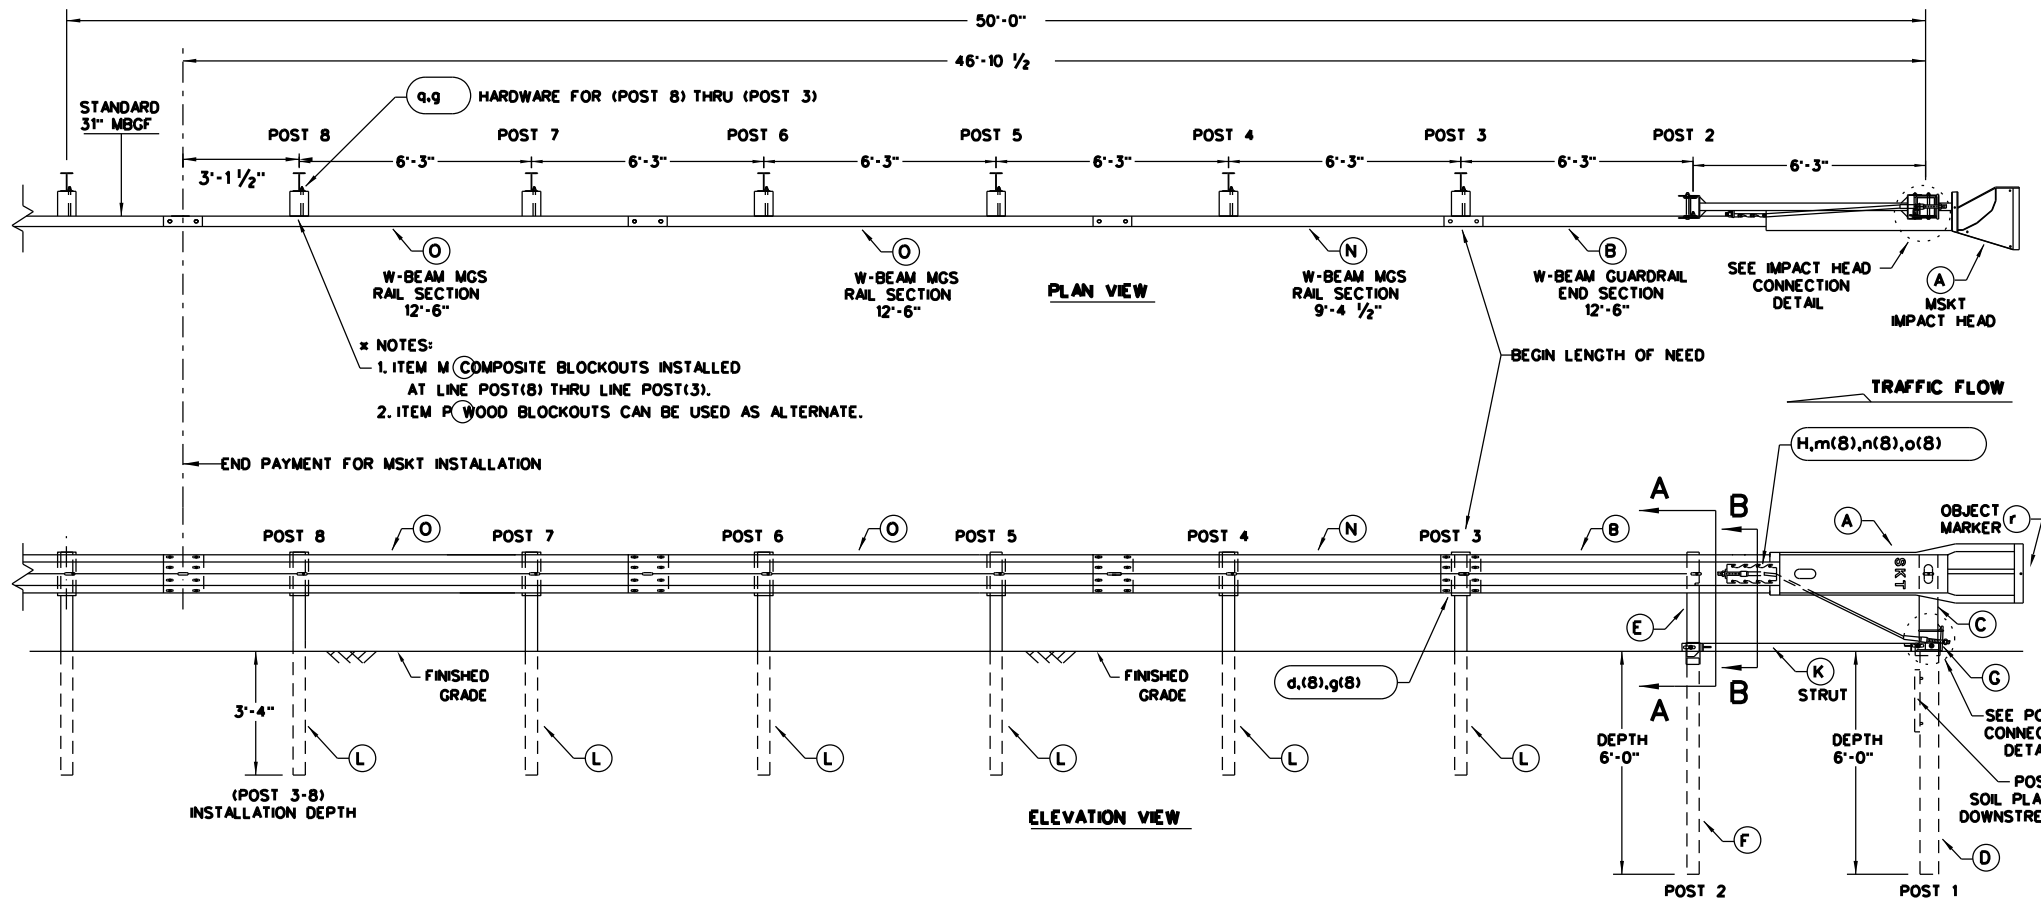 50'-0"
46'-10 1/2
q,g HARDWARE FOR (POST 8) THRU (POST 3)
STANDARD
31" MBGF
POST 8
POST 7
POST 6
POST 5
POST 4
POST 3
POST 2
3'-1 1/2"
6'-3"
6'-3"
6'-3"
6'-3"
6'-3"
6'-3"
6'-3"
O
W-BEAM MGS
RAIL SECTION
12'-6"
O
W-BEAM MGS
RAIL SECTION
12'-6"
PLAN VIEW
N
W-BEAM MGS
RAIL SECTION
9'-4 1/2"
B
W-BEAM GUARDRAIL
END SECTION
12'-6"
SEE IMPACT HEAD
CONNECTION
DETAIL
A
MSKT
IMPACT HEAD
* NOTES:
1. ITEM M COMPOSITE BLOCKOUTS INSTALLED
AT LINE POST(8) THRU LINE POST(3).
2. ITEM P WOOD BLOCKOUTS CAN BE USED AS ALTERNATE.
BEGIN LENGTH OF NEED
TRAFFIC FLOW
END PAYMENT FOR MSKT INSTALLATION
H,m(8),n(8),o(8)
A
B
POST 8
O
POST 7
POST 6
O
POST 5
POST 4
N
POST 3
B
A
OBJECT
MARKER
r
SKT
E
C
FINISHED
GRADE
FINISHED
GRADE
d,(8),g(8)
K
STRUT
G
A
B
3'-4"
L
L
L
L
L
L
(POST 3-8)
INSTALLATION DEPTH
ELEVATION VIEW
DEPTH
6'-0"
DEPTH
6'-0"
SEE PO
CONNEC
DETA
POS
SOIL PLA
DOWNSTRE
F
D
POST 2
POST 1